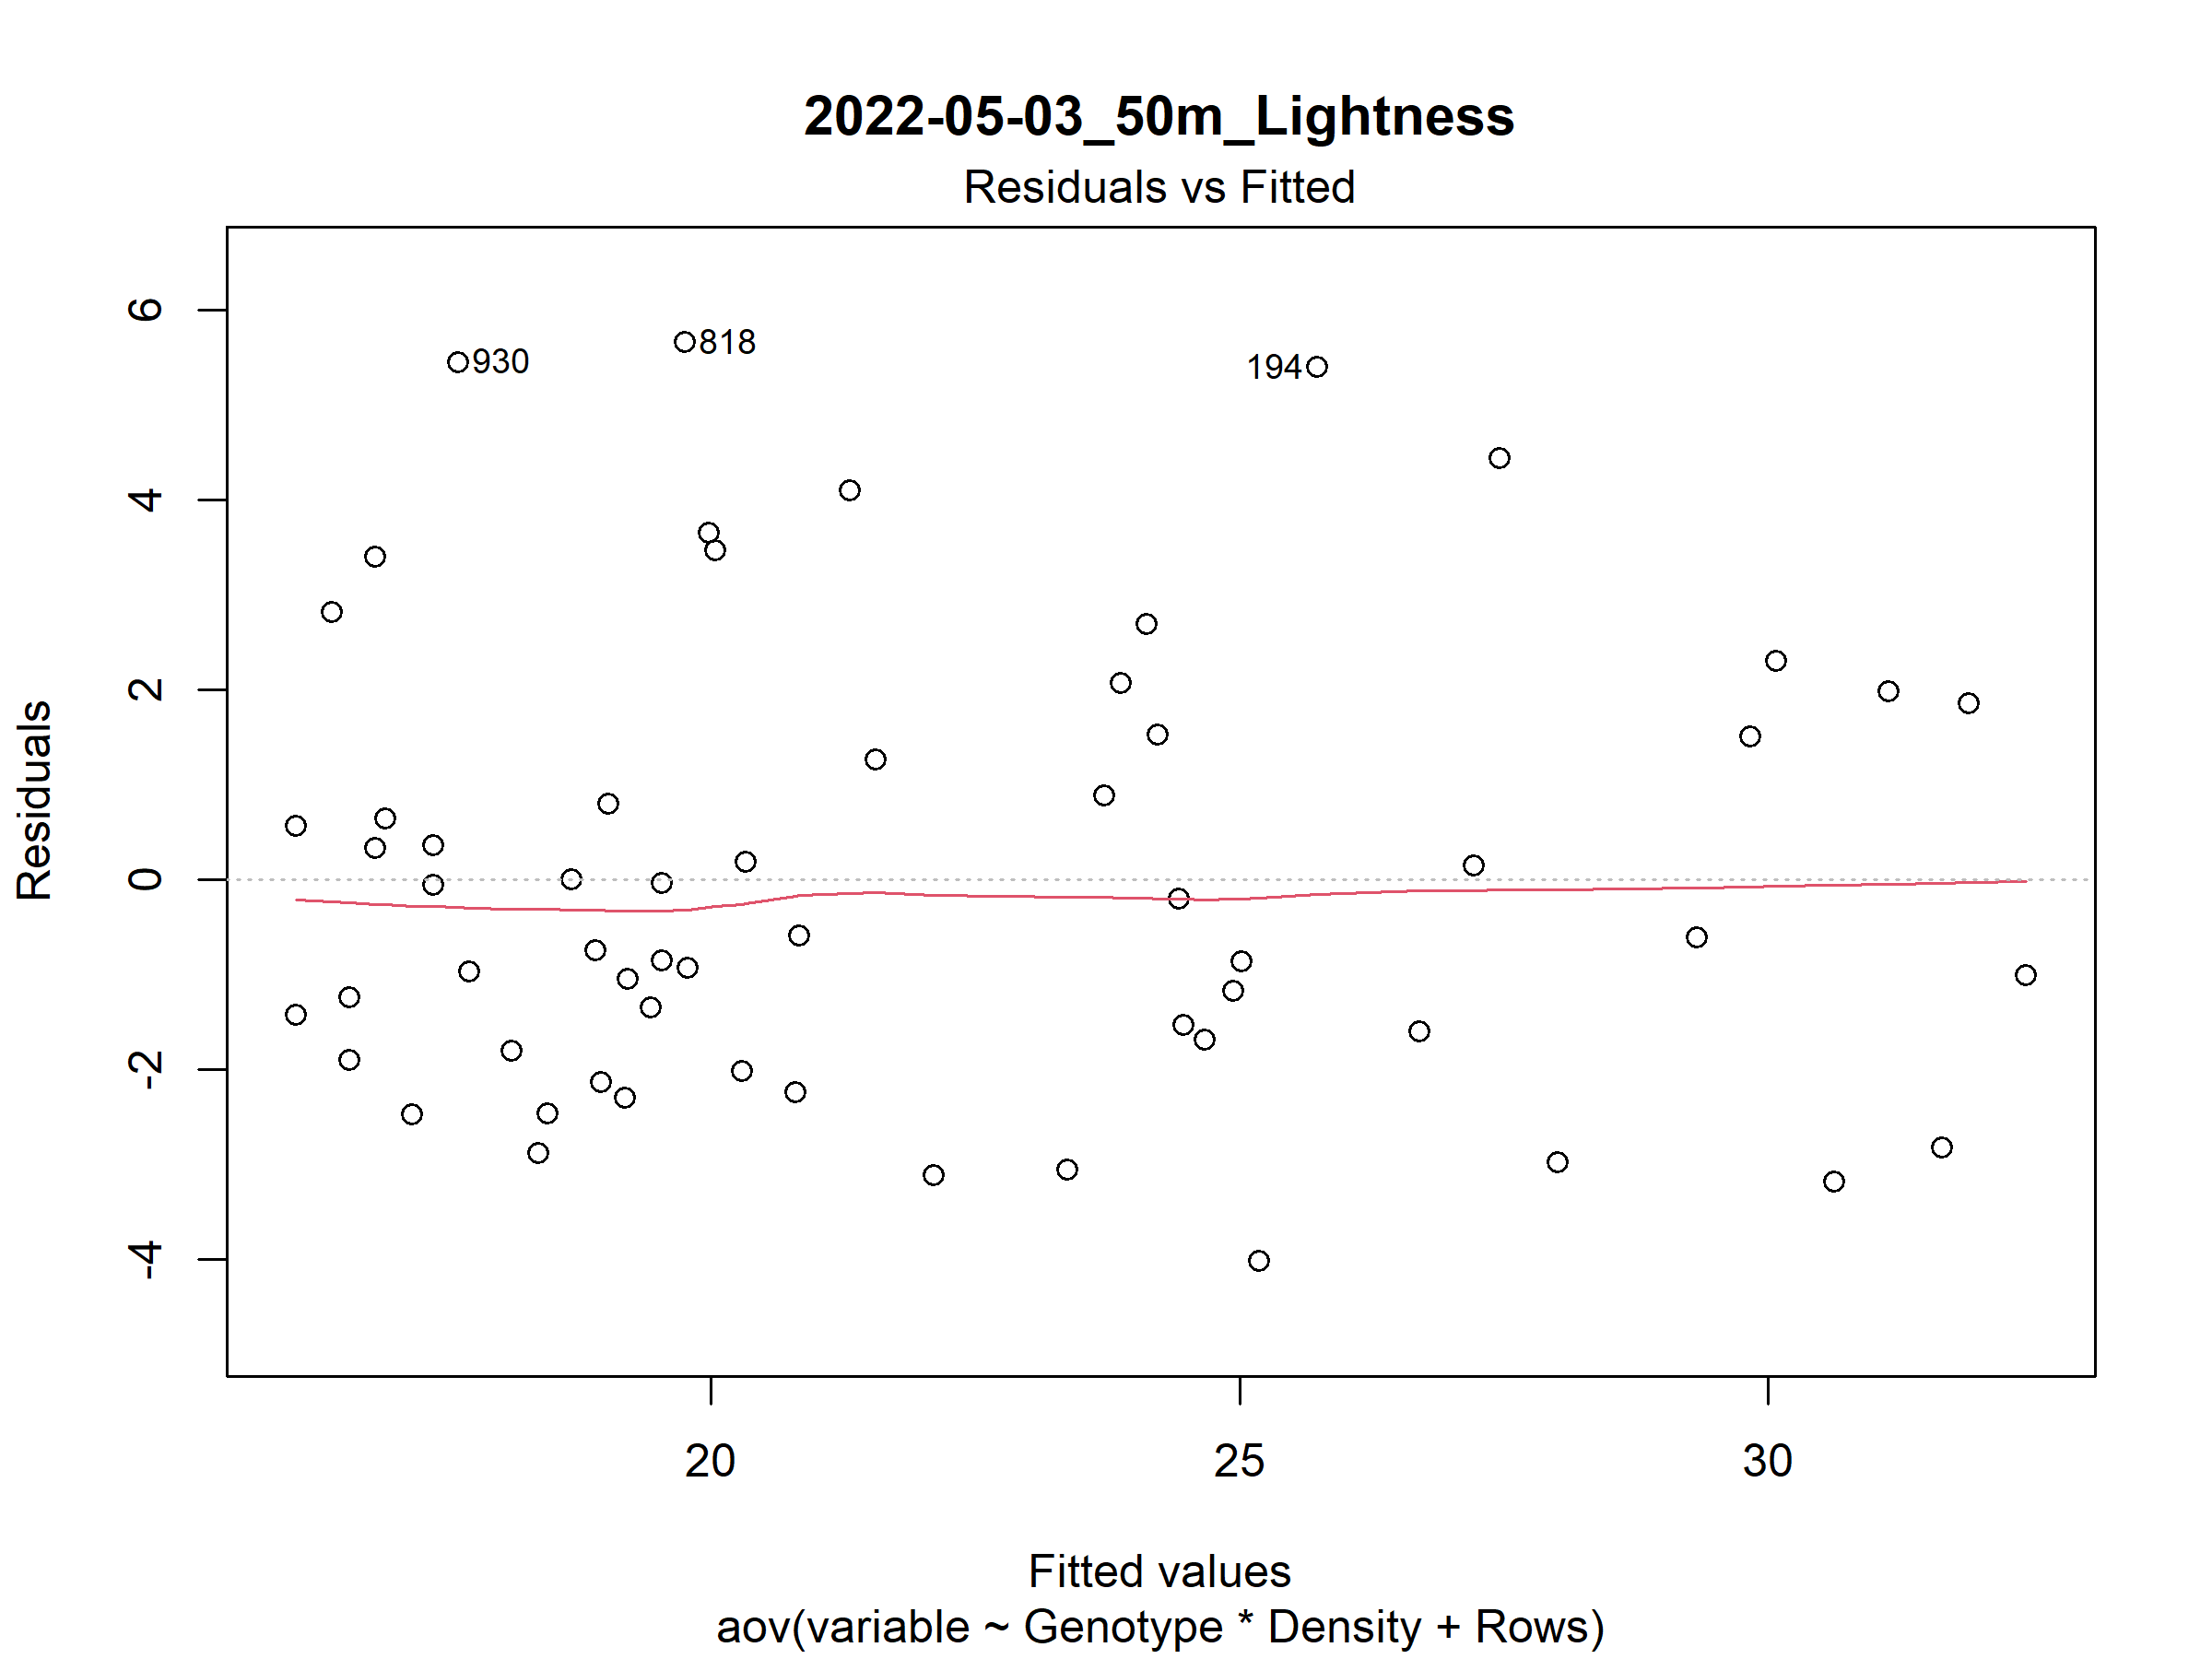 2022-05-03_50m_Lightness
Residuals vs Fitted
6
4
2
0
-2
-4
Residuals
930
818
194
20
25
30
Fitted values
aov(variable ~ Genotype * Density + Rows)